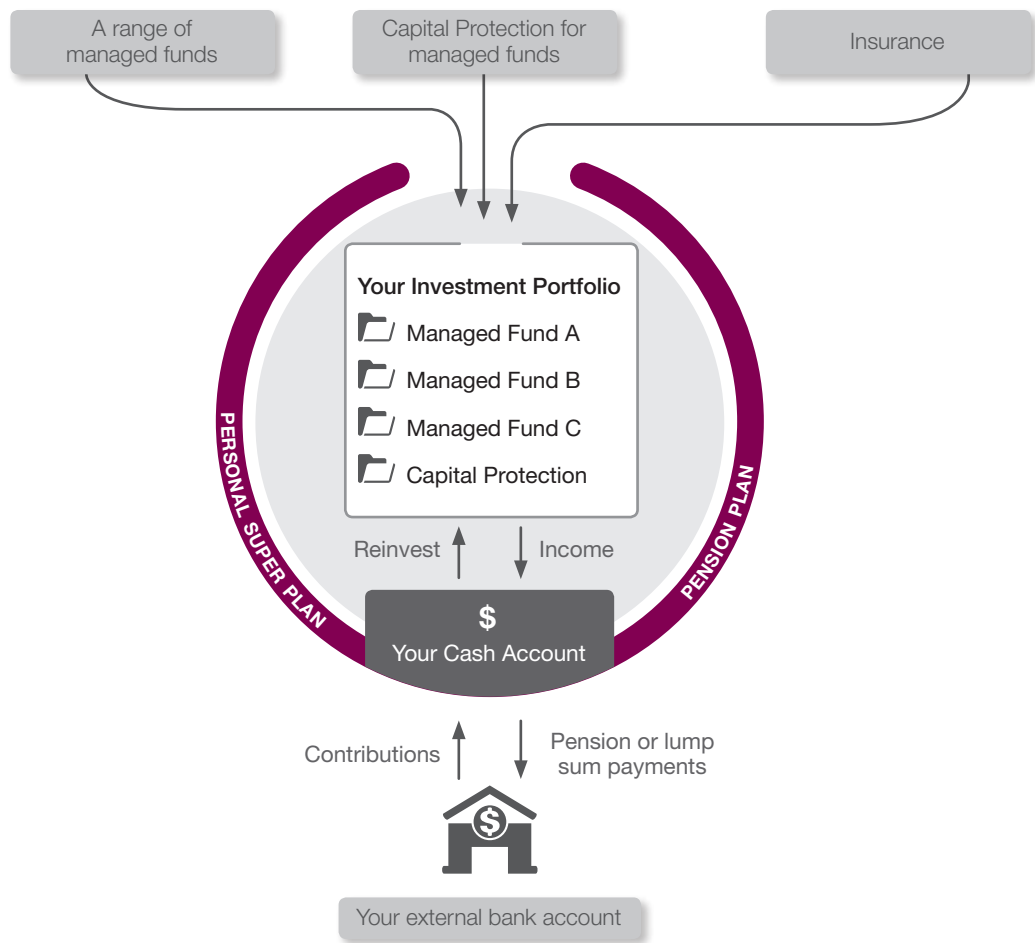 A range of
managed funds
Capital Protection for
managed funds
Insurance
Your Investment Portfolio
Managed Fund A
Managed Fund B
Managed Fund C
Capital Protection
PERSONAL SUPER PLAN
PENSION PLAN
Reinvest
Income
$
Your Cash Account
Contributions
Pension or lump
sum payments
$
Your external bank account